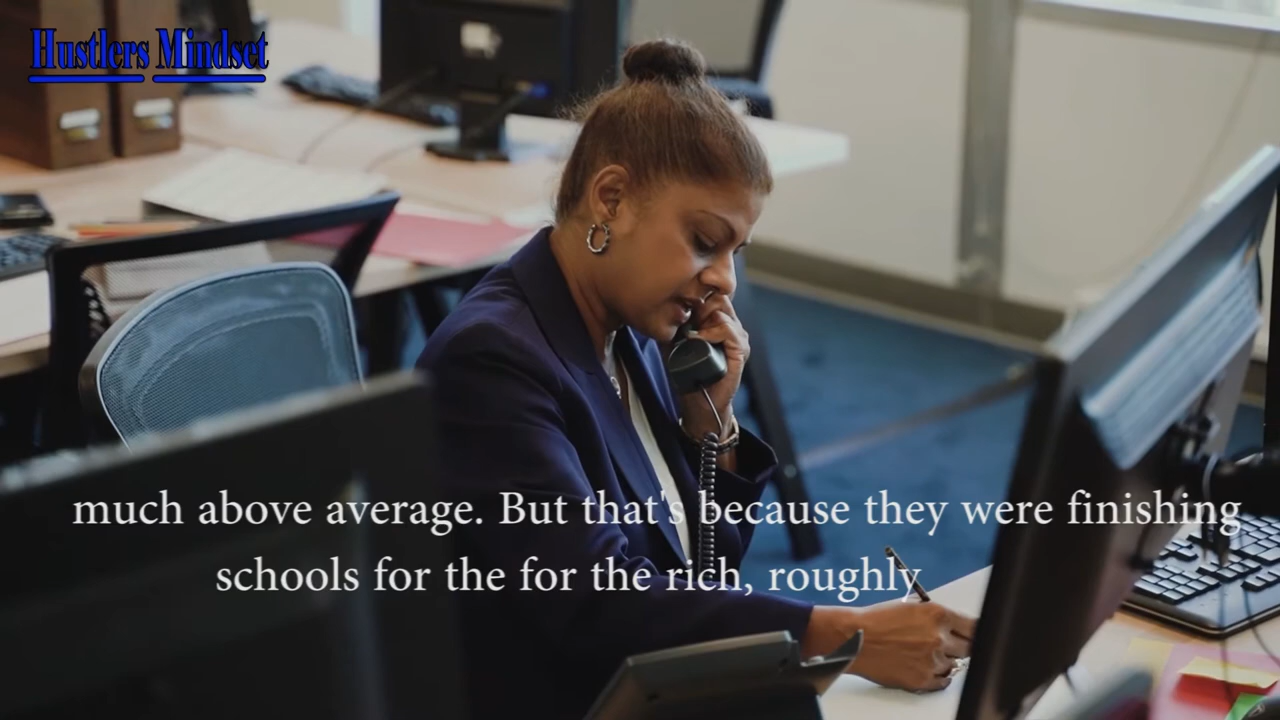 Hustlers Mindset
much above average. But that's because they were finishing
schools for the for the rich, roughly